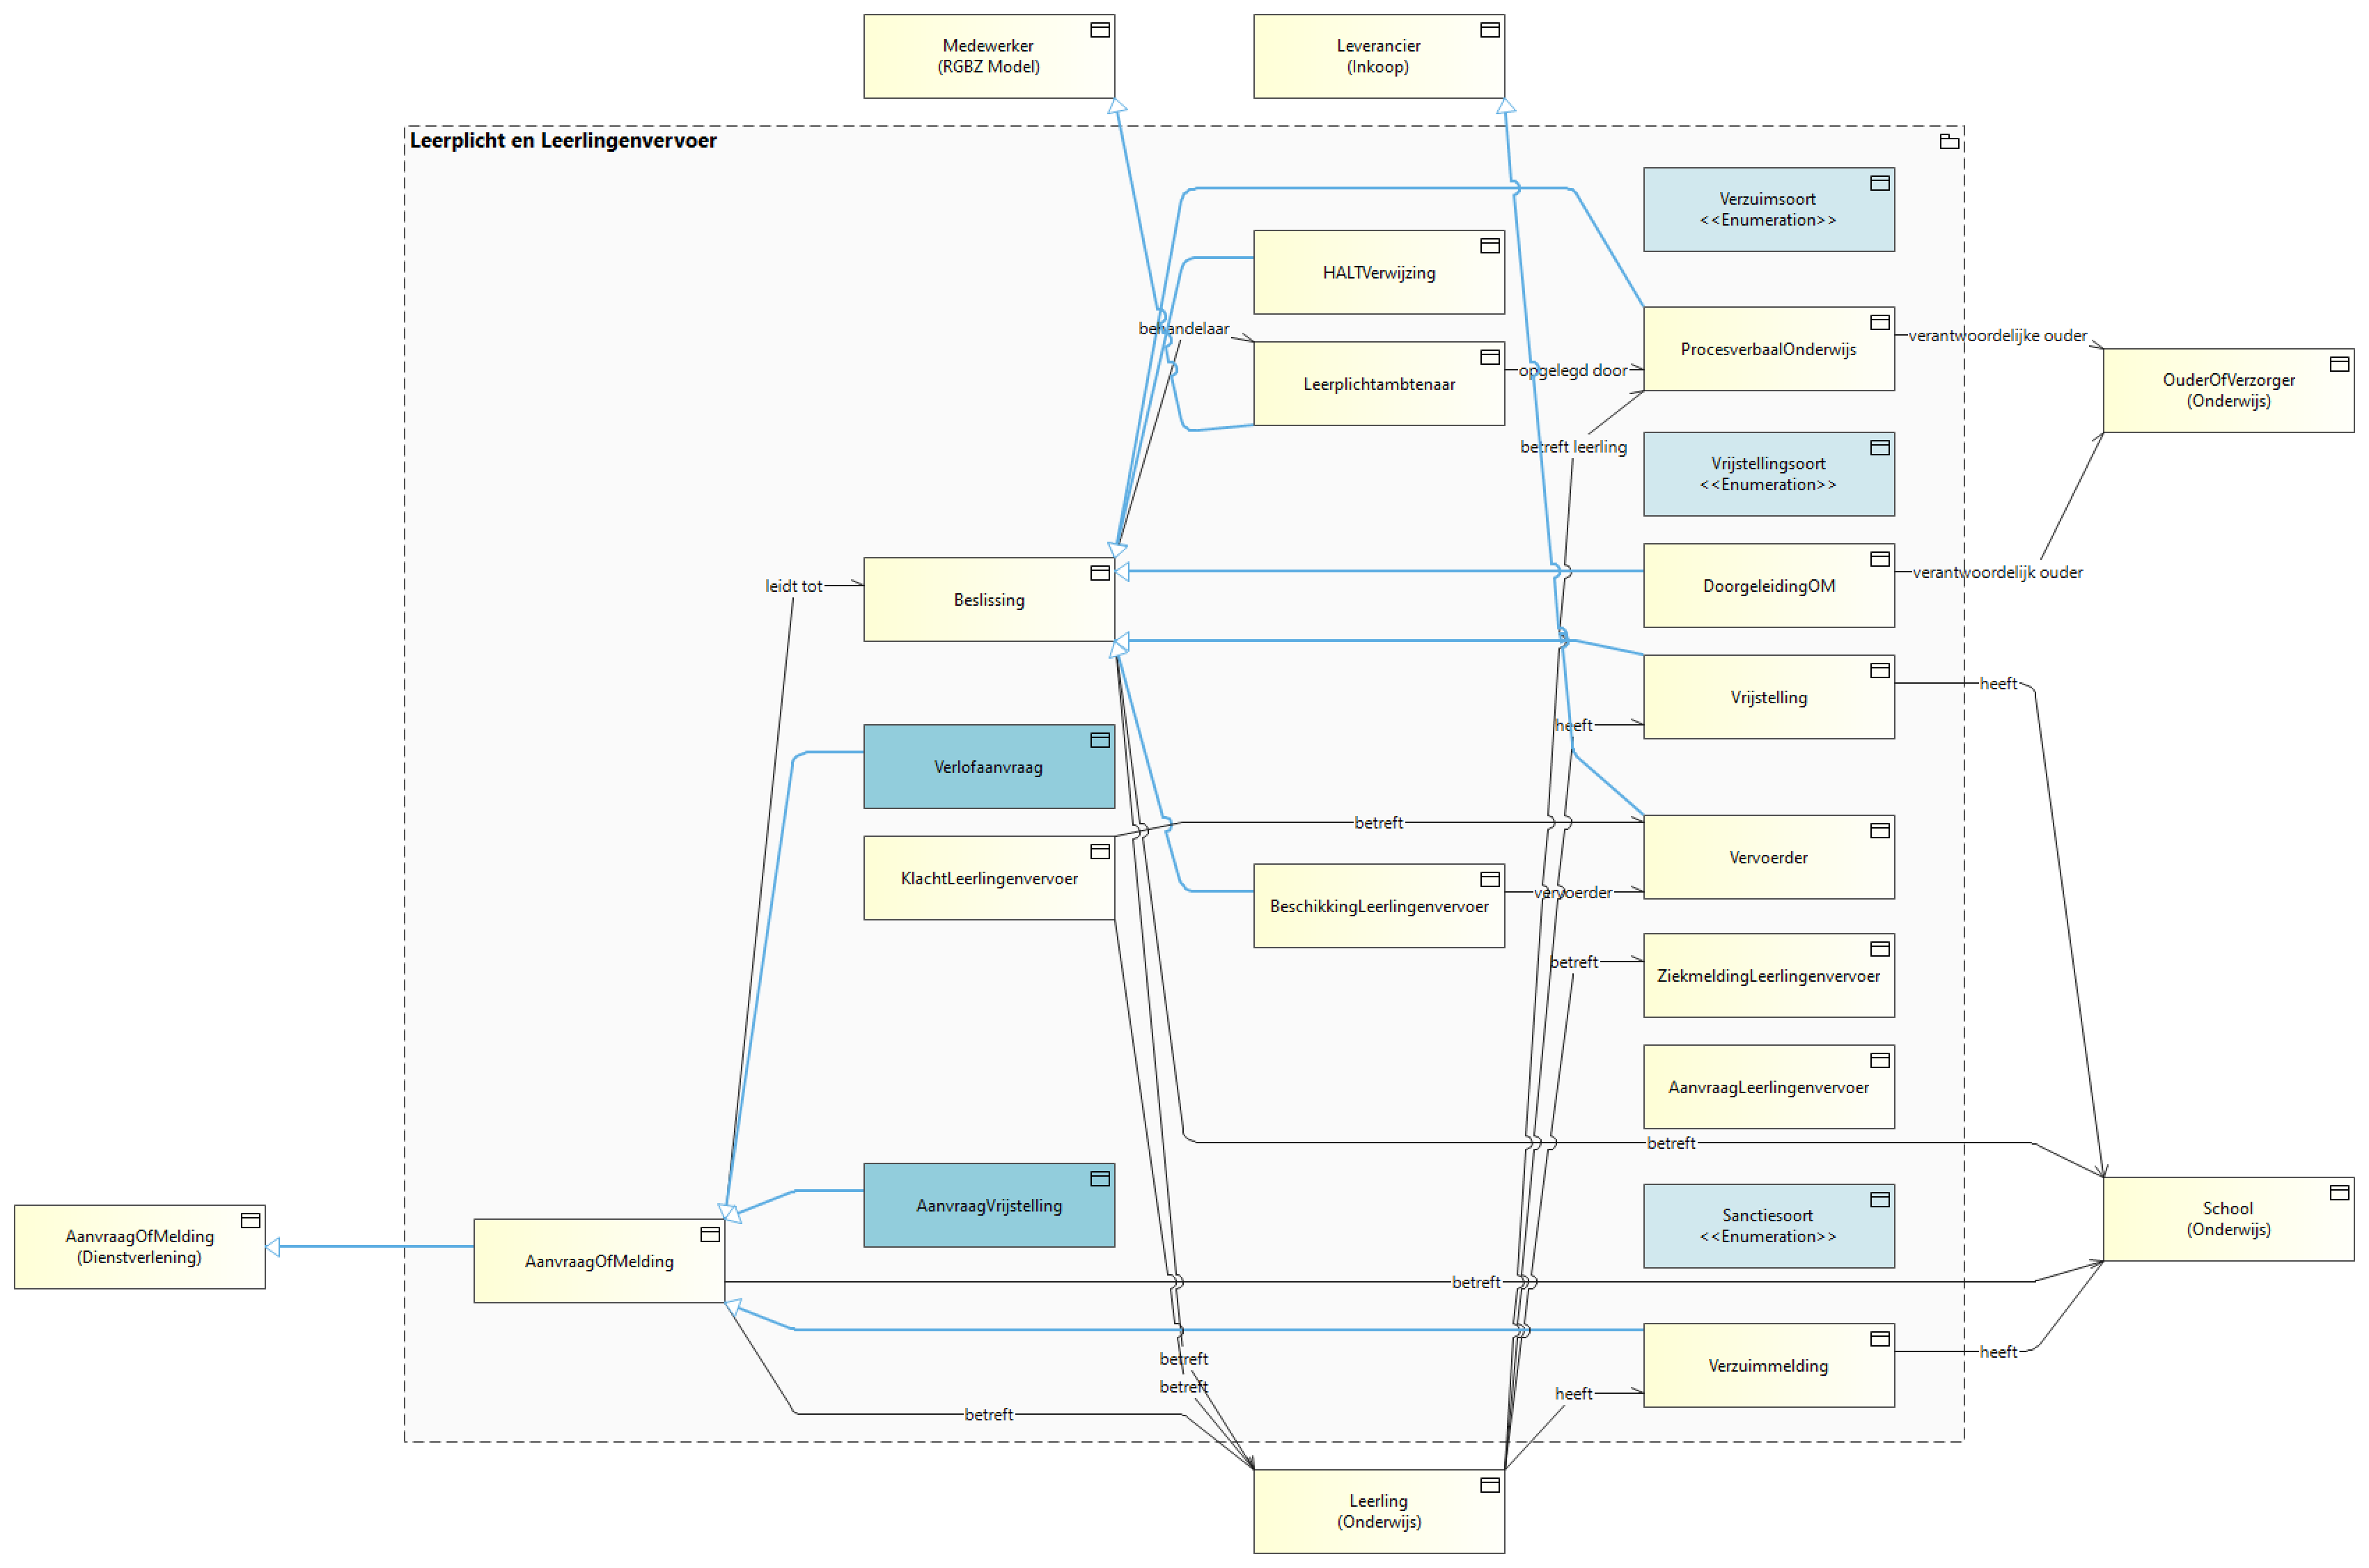 Medewerker
(RGBZ Model)
Leverancier
(Inkoop)
Leerplicht en Leerlingenvervoer
Verzuimsoort
<<Enumeration>>
HALTVerwijzing
behandelaar
verantwoordelijke ouder
ProcesverbaalOnderwijs
opgelegd door
Leerplichtambtenaar
OuderOfVerzorger
(Onderwijs)
betreft leerling
Vrijstellingsoort
<<Enumeration>>
leidt tot
Beslissing
DoorgeleidingOM
verantwoordelijk ouder
Vrijstelling
heeft
heeft
Verlofaanvraag
betreft
KlachtLeerlingenvervoer
Vervoerder
BeschikkingLeerlingenvervoer
vervoerder
betreft
ZiekmeldingLeerlingenvervoer
AanvraagLeerlingenvervoer
betreft
AanvraagVrijstelling
Sanctiesoort
<<Enumeration>>
School
(Onderwijs)
AanvraagOfMelding
(Dienstverlening)
AanvraagOfMelding
betreft
betreft
betreft
Verzuimmelding
heeft
heeft
betreft
Leerling
(Onderwijs)